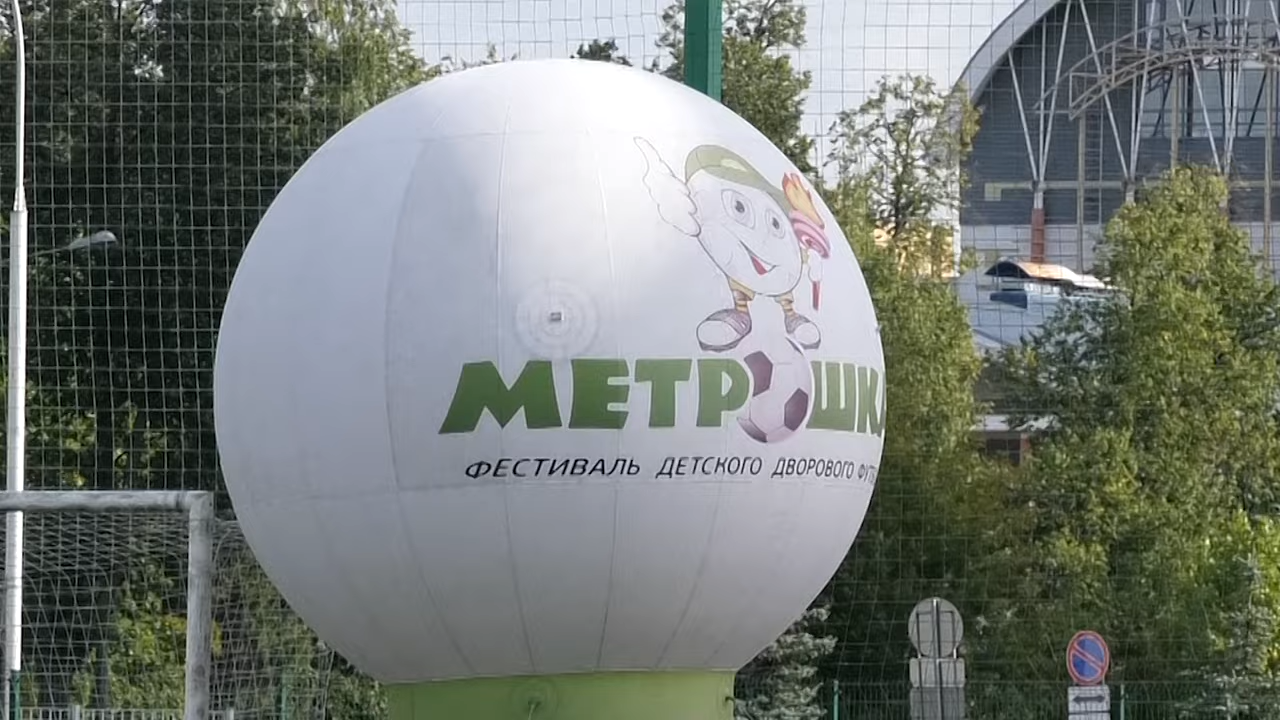 МЕТРОШКА
ФЕСТИВАЛЬ ДЕТСКОГО ДВОРОВОГО